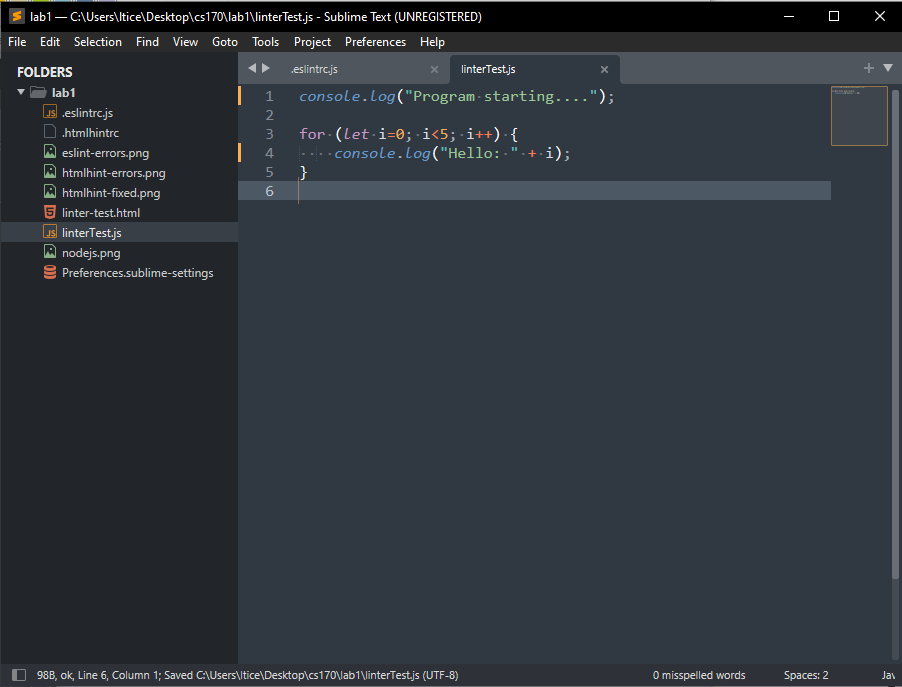 lab1 — C:\Users\ltice\Desktop\cs170\lab1\linterTest.js - Sublime Text (UNREGISTERED)
File Edit Selection Find View Goto Tools Project Preferences Help
FOLDERS
lab1
.eslintrc.js
.htmlhintrc
eslint-errors.png
htmlhint-errors.png
htmlhint-fixed.png
linter-test.html
linterTest.js
nodejs.png
Preferences.sublime-settings
.eslintrc.js × linterTest.js ×
1 console.log("Program·starting....");
2
3 for·(let·i=0;·i<5;·i++)·{
4 ····console.log("Hello:·"·+·i);
5 }
6
98B, ok, Line 6, Column 1; Saved C:\Users\ltice\Desktop\cs170\lab1\linterTest.js (UTF-8) 0 misspelled words Spaces: 2 Jav